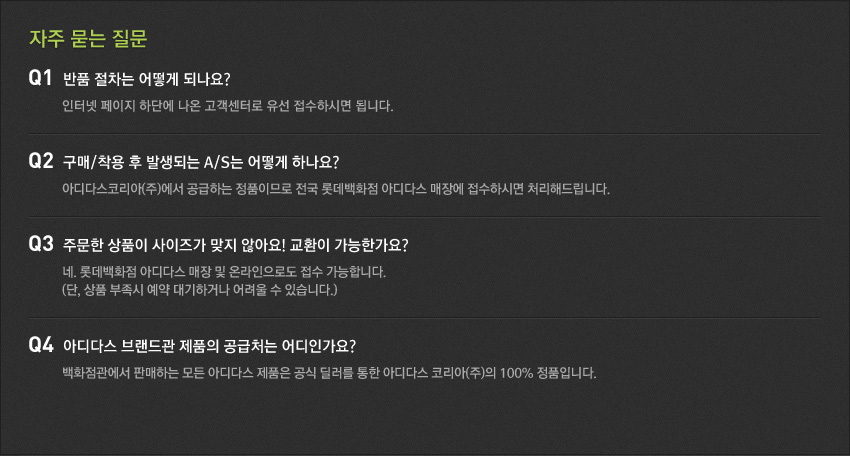 자주 묻는 질문
Q1 반품 절차는 어떻게 되나요?
인터넷 페이지 하단에 나온 고객센터로 유선 접수하시면 됩니다.
Q2 구매/착용 후 발생되는 A/S는 어떻게 하나요?
아디다스코리아(주)에서 공급하는 정품이므로 전국 롯데백화점 아디다스 매장에 접수하시면 처리해드립니다.
Q3 주문한 상품이 사이즈가 맞지 않아요! 교환이 가능한가요?
네. 롯데백화점 아디다스 매장 및 온라인으로도 접수 가능합니다.
(단, 상품 부족시 예약 대기하거나 어려울 수 있습니다.)
Q4 아디다스 브랜드관 제품의 공급처는 어디인가요?
백화점관에서 판매하는 모든 아디다스 제품은 공식 딜러를 통한 아디다스 코리아(주)의 100% 정품입니다.